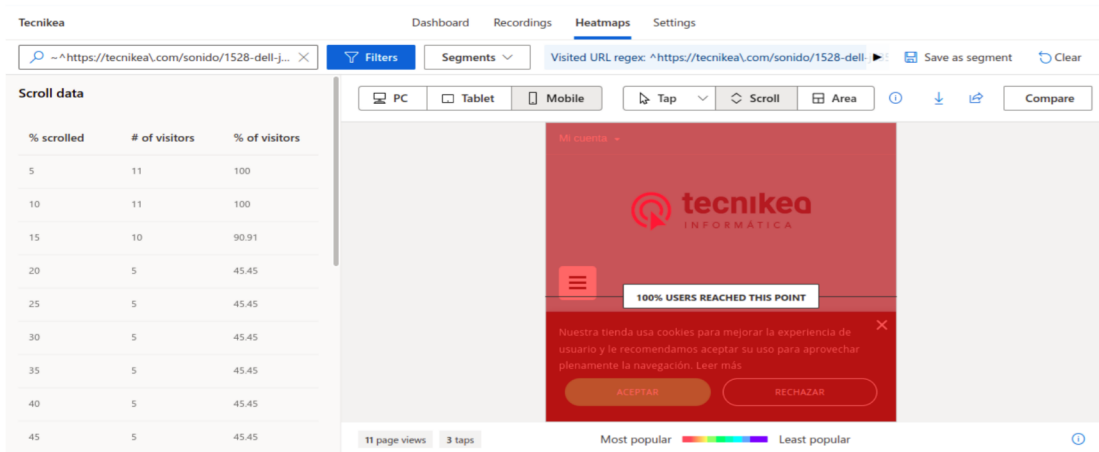 Tecnikea
Dashboard Recordings Heatmaps Settings
~^https://tecnikea\.com/sonido/1528-dell-j...
Filters
Segments
Visited URL regex: ^https://tecnikea\.com/sonido/1528-dell-
Save as segment
Clear
Scroll data
PC Tablet Mobile Tap Scroll Area Compare
% scrolled # of visitors % of visitors
5 11 100
10 11 100
15 10 90.91
20 5 45.45
25 5 45.45
30 5 45.45
35 5 45.45
40 5 45.45
45 5 45.45
Mi cuenta
tecnikea
INFORMÁTICA
100% USERS REACHED THIS POINT
Nuestra tienda usa cookies para mejorar la experiencia de
usuario y le recomendamos aceptar su uso para aprovechar
plenamente la navegación. Leer más
ACEPTAR RECHAZAR
11 page views 3 taps Most popular Least popular